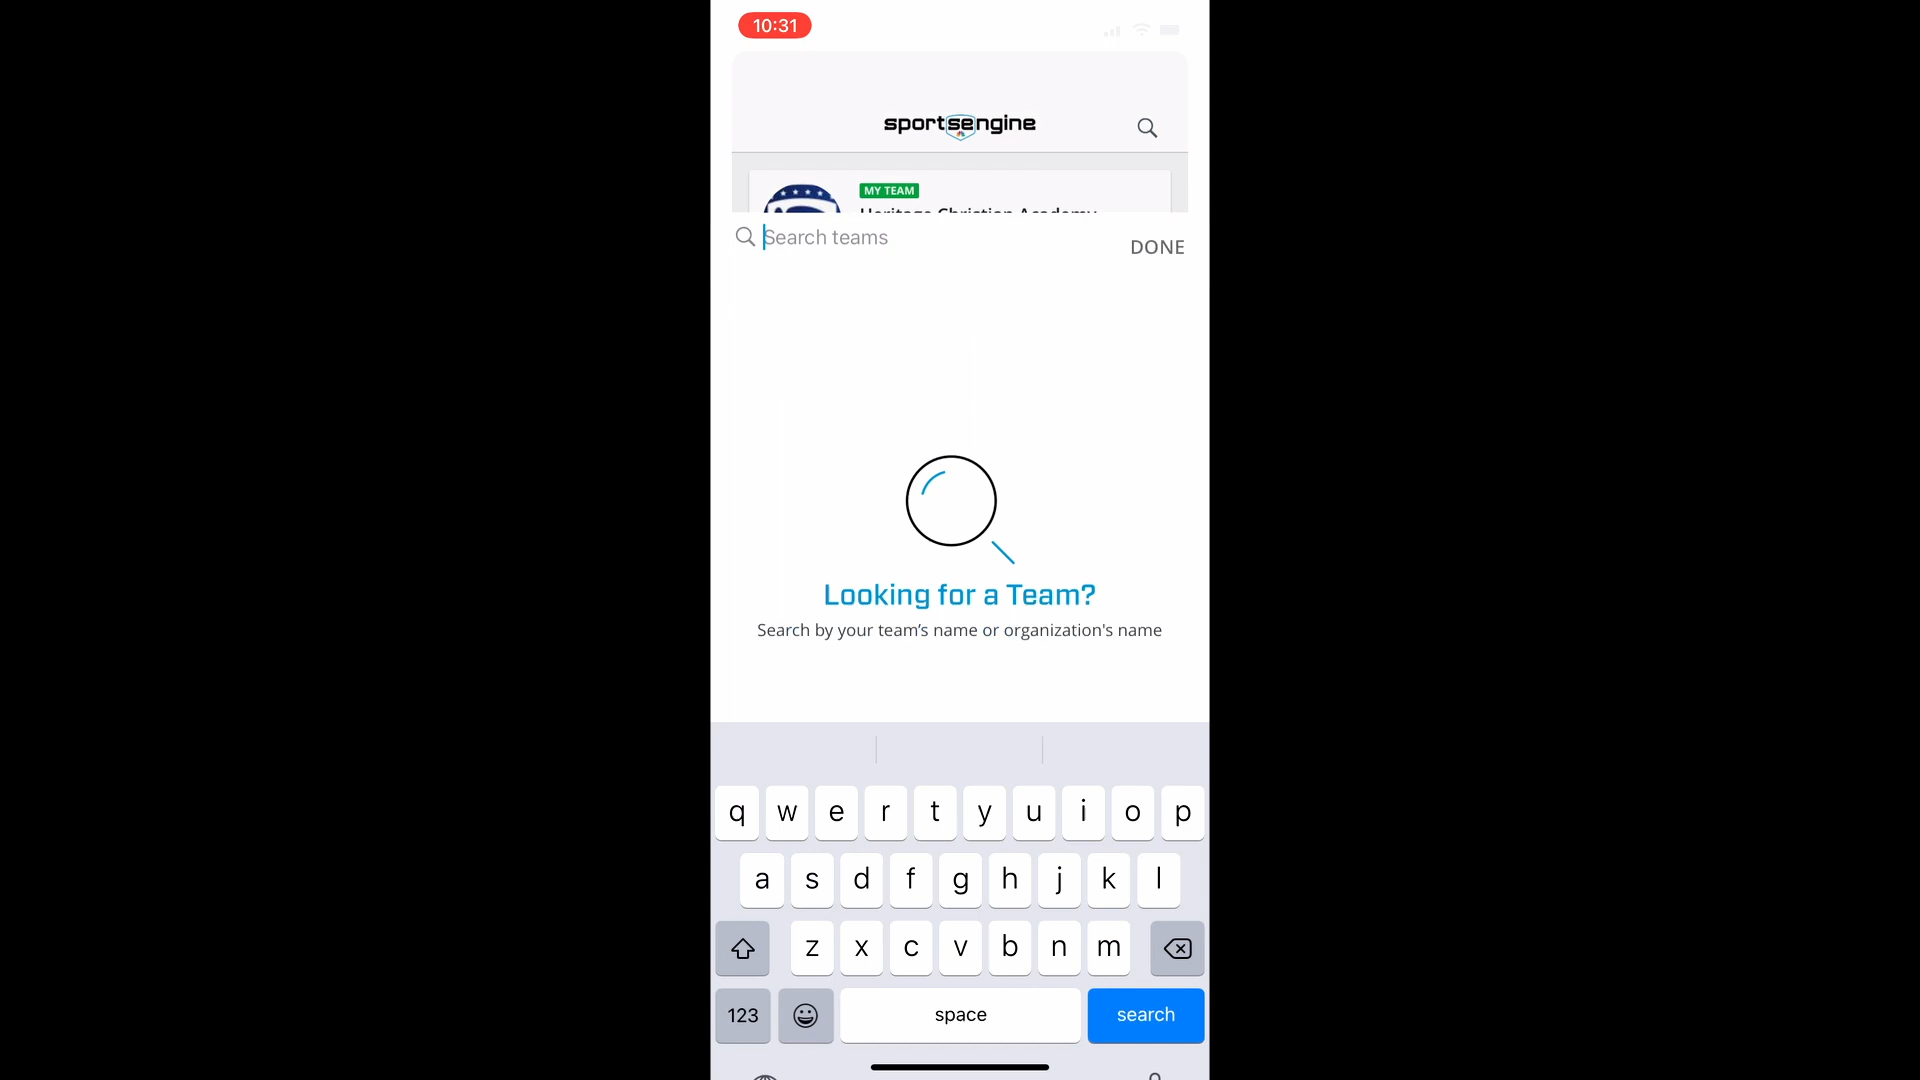 10:31
sportsengine
MY TEAM
Heritage Christian Academy
Search teams
DONE
Looking for a Team?
Search by your team's name or organization's name
q w e r t y u i o p
a s d f g h j k l
z x c v b n m
123 space search